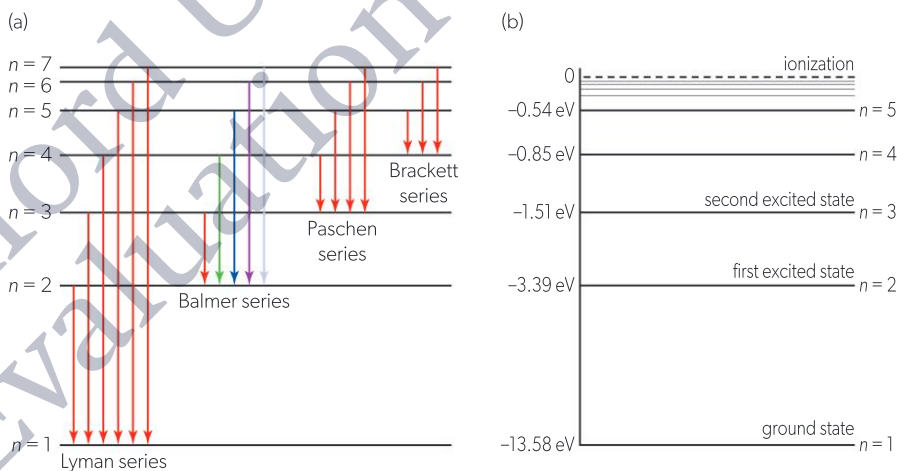 (a)
n = 7
n = 6
n = 5
n = 4
n = 3
n = 2
n = 1
Brackett
series
Paschen
series
Balmer series
Lyman series
(b)
ionization
0
−0.54 eV
n = 5
−0.85 eV
n = 4
second excited state
−1.51 eV
n = 3
first excited state
−3.39 eV
n = 2
ground state
−13.58 eV
n = 1
Evaluation